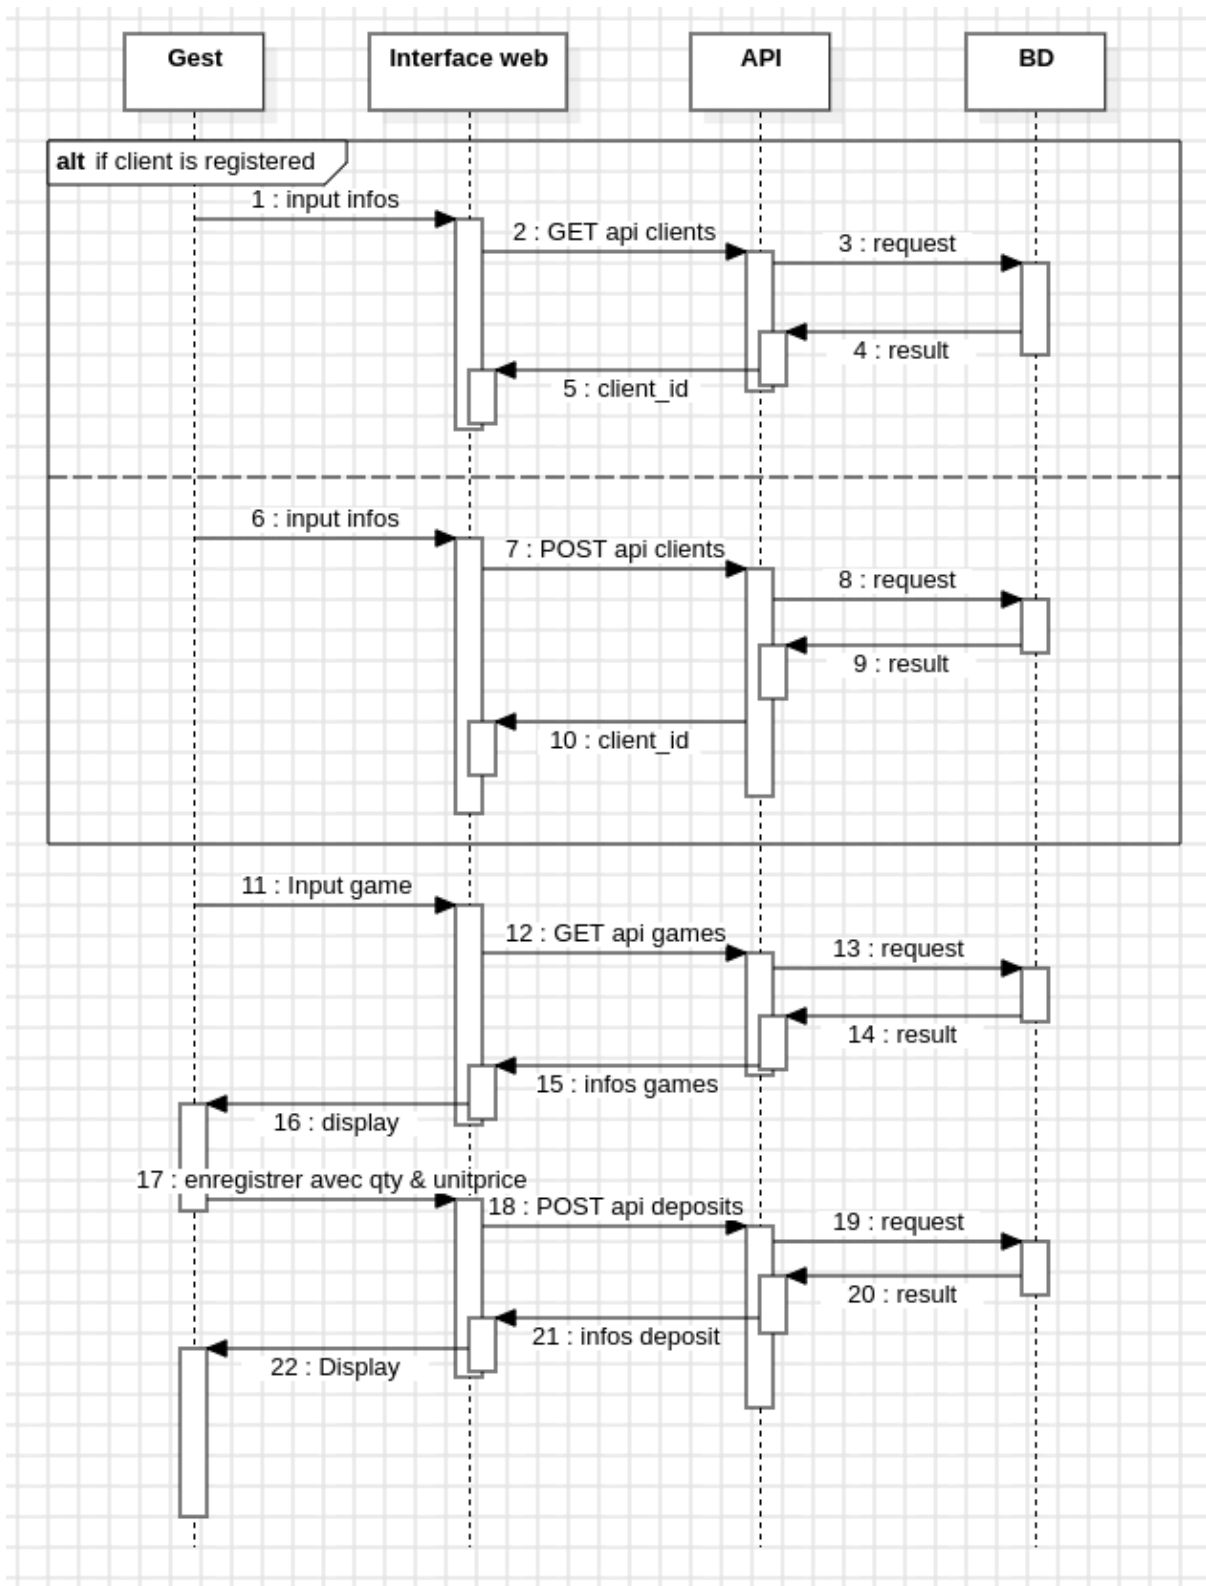 Gest
Interface web
API
BD
alt if client is registered
1 : input infos
2 : GET api clients
3 : request
4 : result
5 : client_id
6 : input infos
7 : POST api clients
8 : request
9 : result
10 : client_id
11 : Input game
12 : GET api games
13 : request
14 : result
15 : infos games
16 : display
17 : enregistrer avec qty & unitprice
18 : POST api deposits
19 : request
20 : result
21 : infos deposit
22 : Display